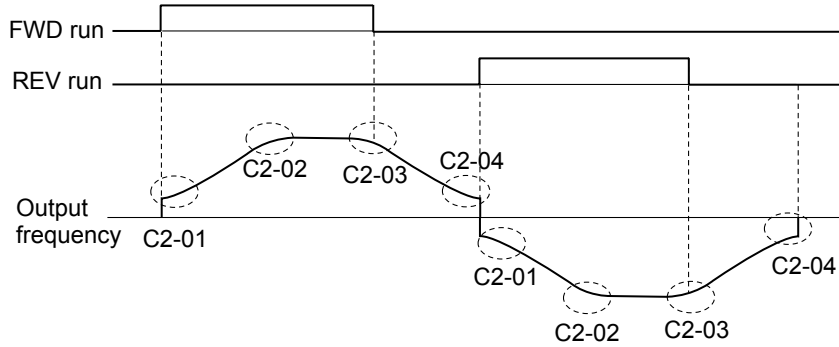 FWD run
REV run
C2-02
C2-03
C2-04
Output
frequency
C2-01
C2-01
C2-04
C2-02
C2-03